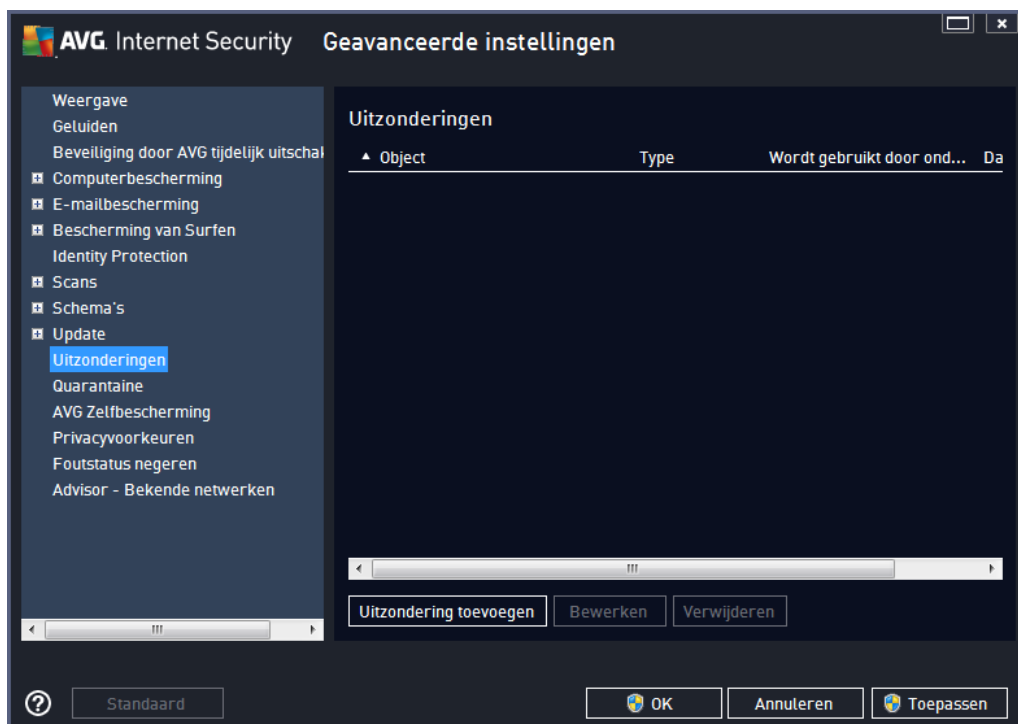 AVG. Internet Security Geavanceerde instellingen
Weergave
Geluiden
Beveiliging door AVG tijdelijk uitschal
Computerbescherming
E-mailbescherming
Bescherming van Surfen
Identity Protection
Scans
Schema's
Update
Uitzonderingen
Quarantaine
AVG Zelfbescherming
Privacyvoorkeuren
Foutstatus negeren
Advisor - Bekende netwerken
Uitzonderingen
Object Type Wordt gebruikt door ond... Da
Uitzondering toevoegen Bewerken Verwijderen
Standaard OK Annuleren Toepassen